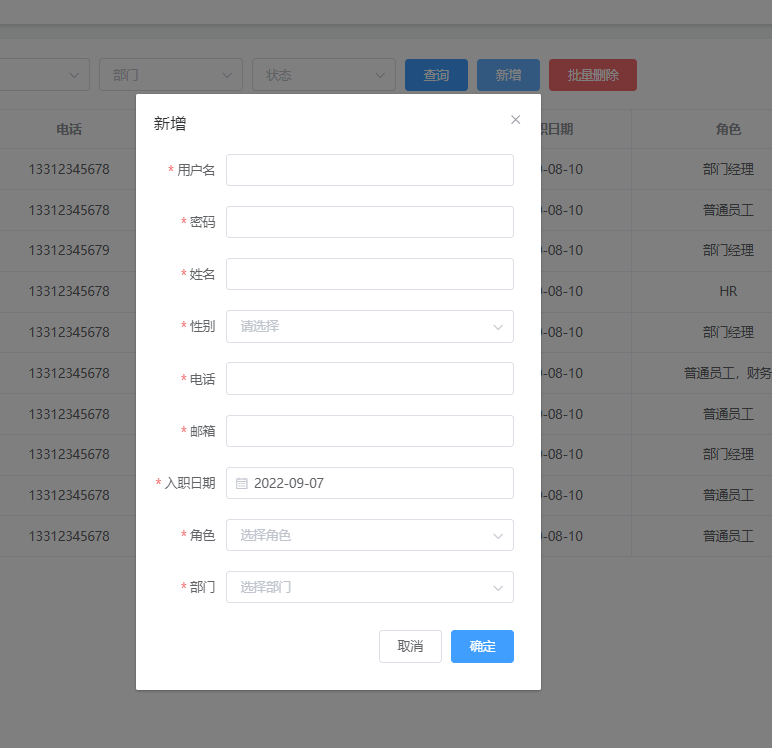 部门 状态 查询 新增 批量删除
新增
电话 职日期 角色
* 用户名
13312345678 -08-10 部门经理
* 密码
13312345678 -08-10 普通员工
13312345679 -08-10 部门经理
* 姓名
13312345678 -08-10 HR
* 性别 请选择
13312345678 -08-10 部门经理
* 电话
13312345678 -08-10 普通员工，财务
13312345678 -08-10 普通员工
* 邮箱
13312345678 -08-10 部门经理
* 入职日期 2022-09-07
13312345678 -08-10 普通员工
* 角色 选择角色
13312345678 -08-10 普通员工
* 部门 选择部门
取消 确定